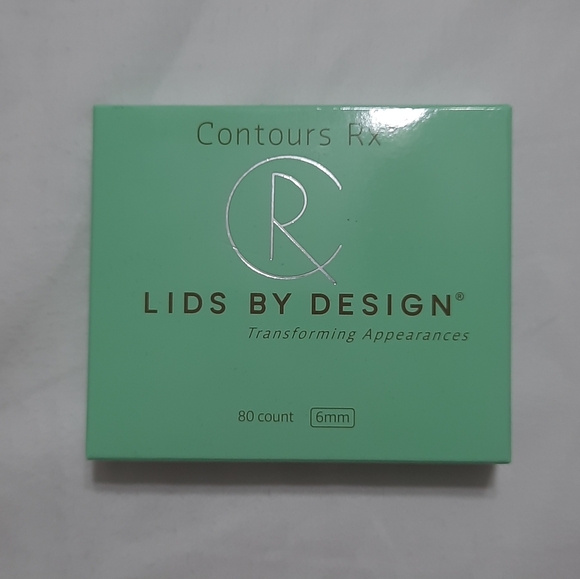 Contours Rx
CR
LIDS BY DESIGN®
Transforming Appearances
80 count 6mm